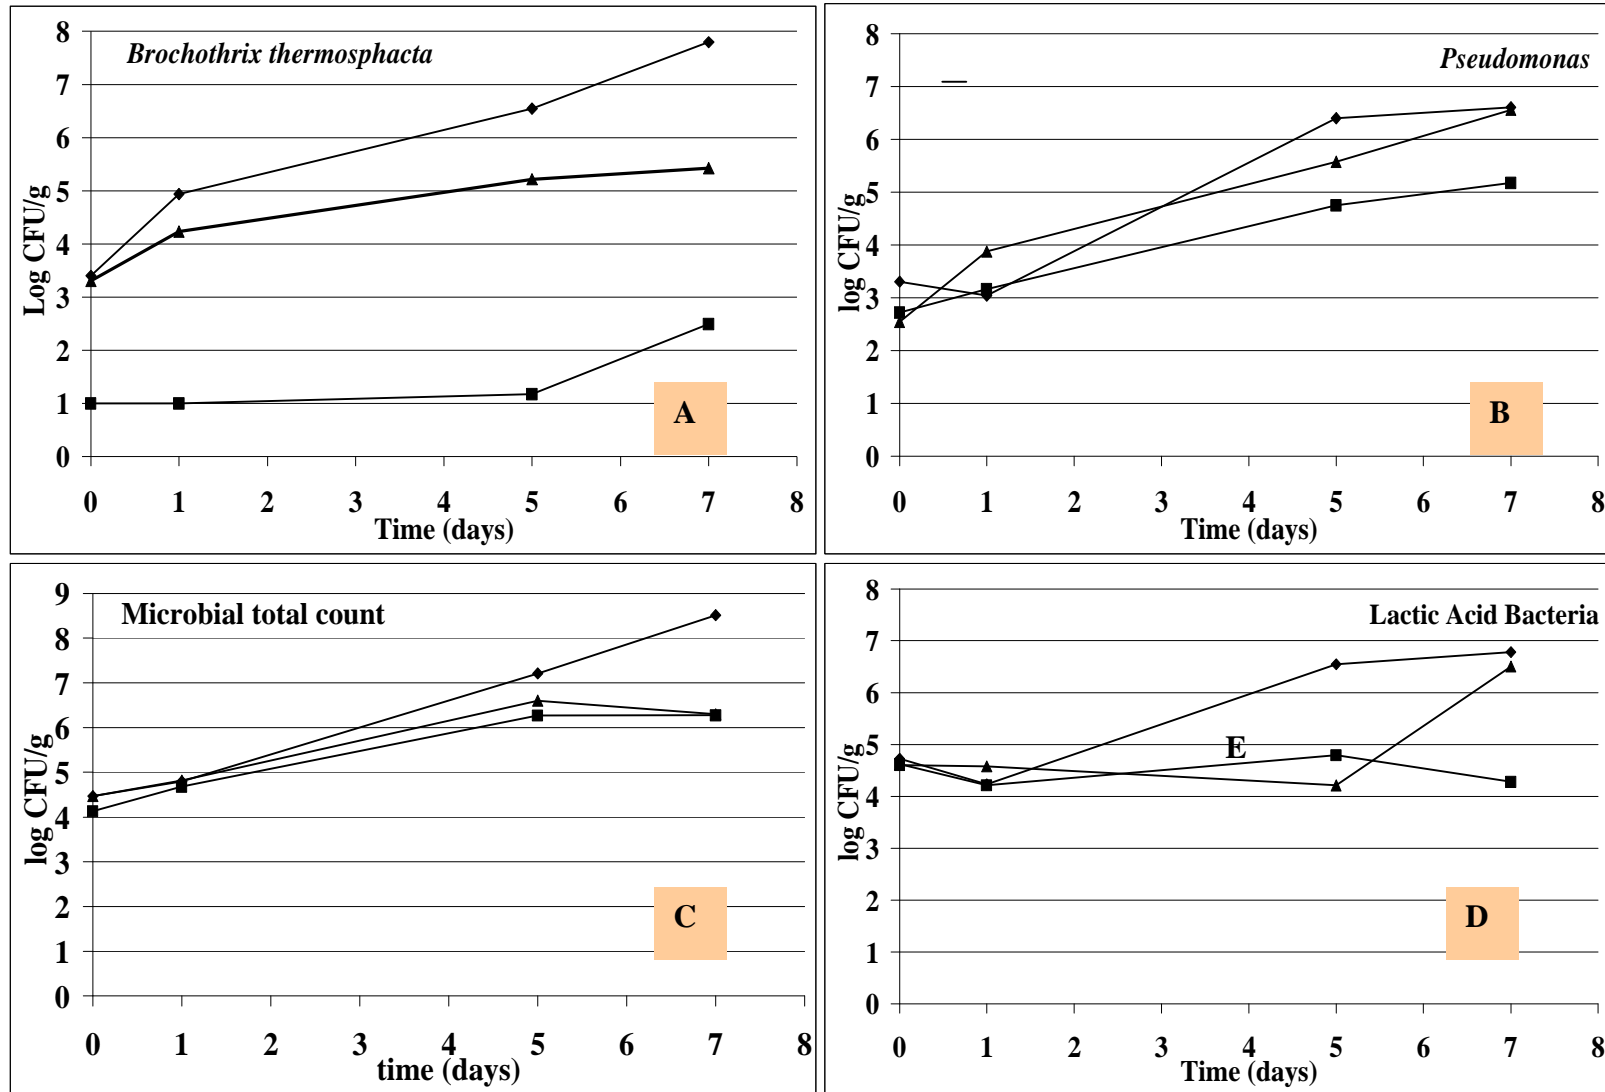 Brochothrix thermosphacta
Log CFU/g
8
7
6
5
4
3
2
1
0
A
0 1 2 3 4 5 6 7 8
Time (days)
Pseudomonas
log CFU/g
8
7
6
5
4
3
2
1
0
B
0 1 2 3 4 5 6 7 8
Time (days)
Microbial total count
log CFU/g
9
8
7
6
5
4
3
2
1
0
C
0 1 2 3 4 5 6 7 8
time (days)
Lactic Acid Bacteria
log CFU/g
8
7
6
5
4
3
2
1
0
E
D
0 1 2 3 4 5 6 7 8
Time (days)